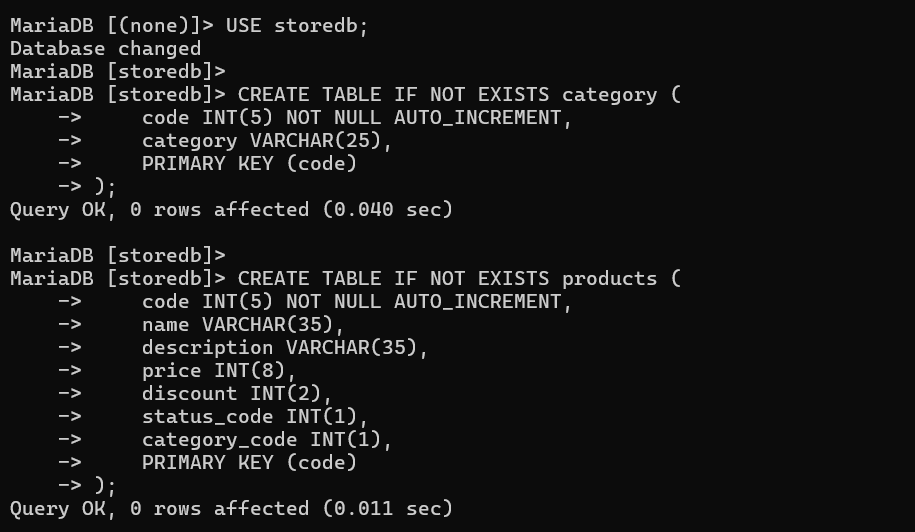 MariaDB [(none)]> USE storedb;
Database changed
MariaDB [storedb]>
MariaDB [storedb]> CREATE TABLE IF NOT EXISTS category (
    ->     code INT(5) NOT NULL AUTO_INCREMENT,
    ->     category VARCHAR(25),
    ->     PRIMARY KEY (code)
    -> );
Query OK, 0 rows affected (0.040 sec)

MariaDB [storedb]>
MariaDB [storedb]> CREATE TABLE IF NOT EXISTS products (
    ->     code INT(5) NOT NULL AUTO_INCREMENT,
    ->     name VARCHAR(35),
    ->     description VARCHAR(35),
    ->     price INT(8),
    ->     discount INT(2),
    ->     status_code INT(1),
    ->     category_code INT(1),
    ->     PRIMARY KEY (code)
    -> );
Query OK, 0 rows affected (0.011 sec)